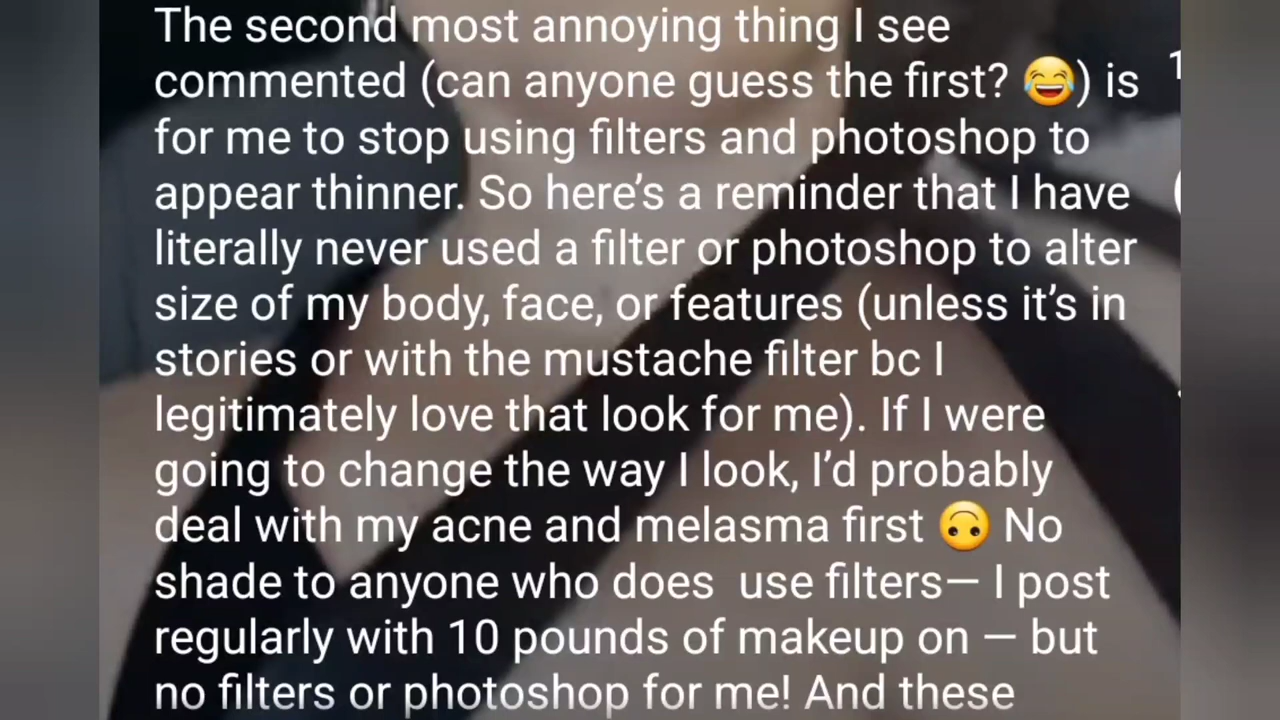 The second most annoying thing I see
commented (can anyone guess the first? 😂) is
for me to stop using filters and photoshop to
appear thinner. So here’s a reminder that I have
literally never used a filter or photoshop to alter
size of my body, face, or features (unless it’s in
stories or with the mustache filter bc I
legitimately love that look for me). If I were
going to change the way I look, I’d probably
deal with my acne and melasma first 🙃 No
shade to anyone who does  use filters— I post
regularly with 10 pounds of makeup on — but
no filters or photoshop for me! And these